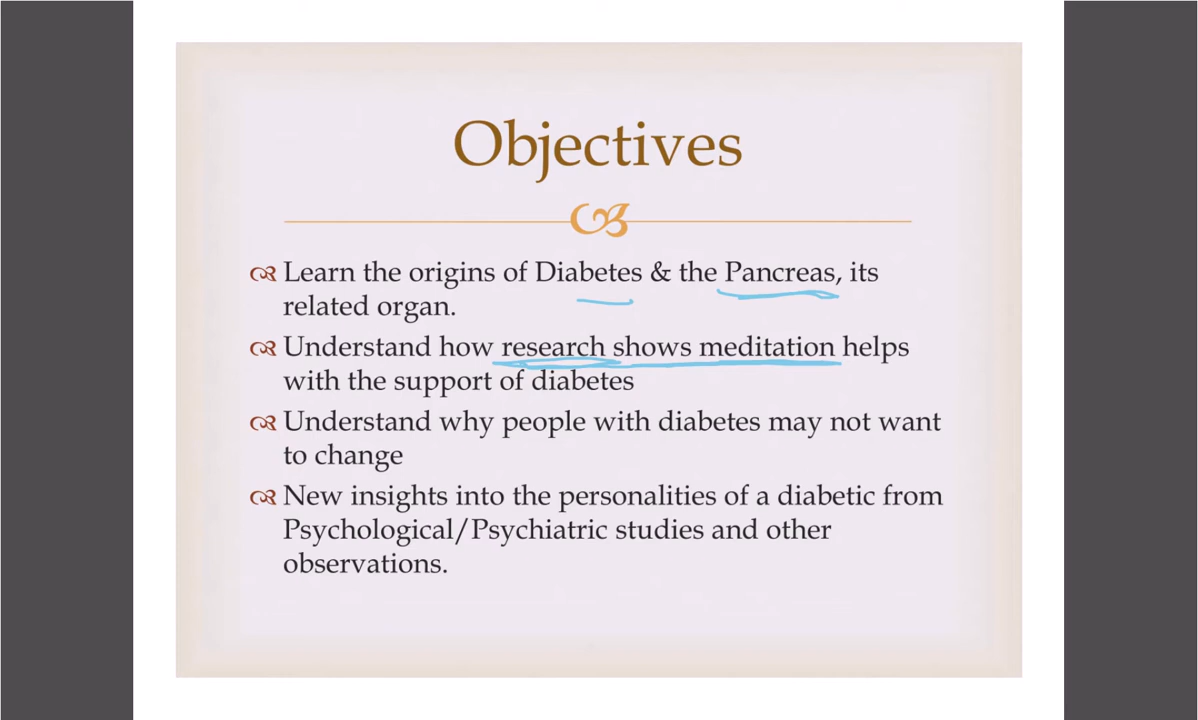 Objectives
Learn the origins of Diabetes & the Pancreas, its
related organ.
Understand how research shows meditation helps
with the support of diabetes
Understand why people with diabetes may not want
to change
New insights into the personalities of a diabetic from
Psychological/Psychiatric studies and other
observations.